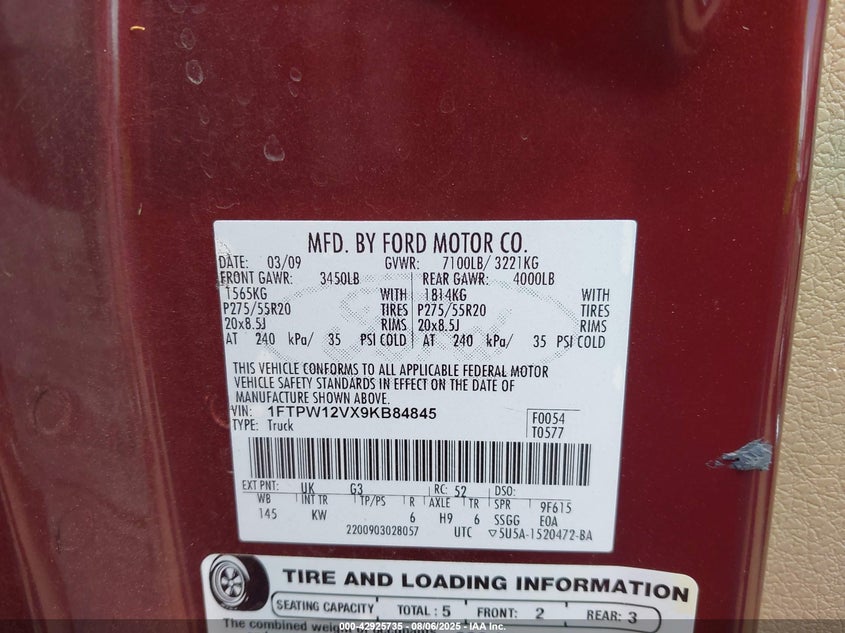 MFD. BY FORD MOTOR CO.
DATE: 03/09 GVWR: 7100LB/ 3221KG
FRONT GAWR: 3450LB REAR GAWR: 4000LB
1565KG WITH 1814KG WITH
P275/55R20 TIRES P275/55R20 TIRES
20x8.5J RIMS 20x8.5J RIMS
AT 240 kPa/ 35 PSI COLD AT 240 kPa/ 35 PSI COLD
THIS VEHICLE CONFORMS TO ALL APPLICABLE FEDERAL MOTOR
VEHICLE SAFETY STANDARDS IN EFFECT ON THE DATE OF
MANUFACTURE SHOWN ABOVE.
VIN: 1FTPW12VX9KB84845
TYPE: Truck
F0054
T0577
EXT PNT: UK G3 RC: 52 DSO:
WB INT TR TP/PS R AXLE TR SPR 9F615
145 KW 6 H9 6 SSGG E0A
2200903028057 UTC ▽5U5A-1520472-BA
TIRE AND LOADING INFORMATION
SEATING CAPACITY TOTAL : 5 FRONT: 2 REAR: 3
The combined weight of occupants
000-42925735 - 08/06/2025 - IAA Inc.